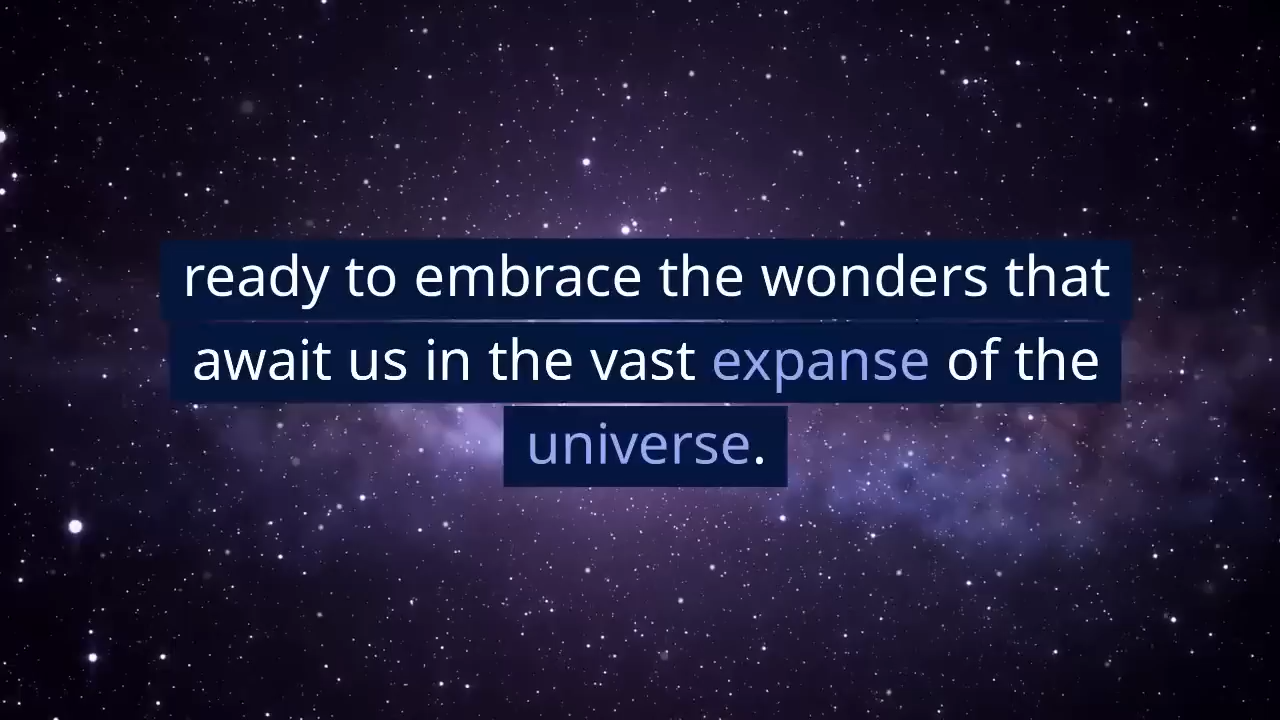 ready to embrace the wonders that
await us in the vast expanse of the
universe.